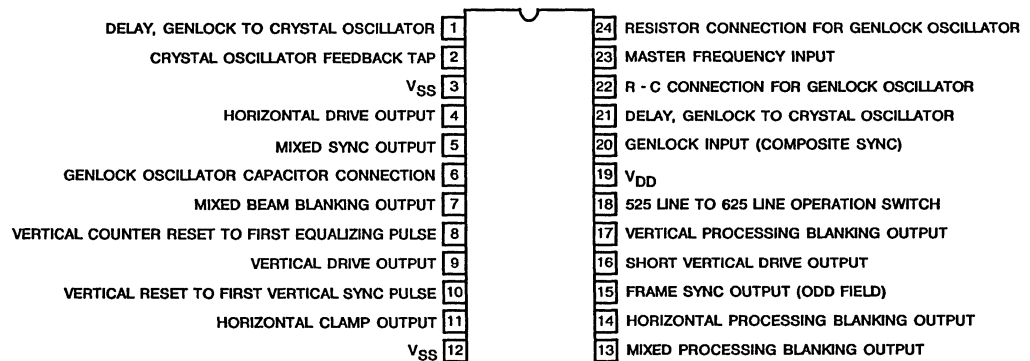 DELAY, GENLOCK TO CRYSTAL OSCILLATOR 1
CRYSTAL OSCILLATOR FEEDBACK TAP 2
VSS 3
HORIZONTAL DRIVE OUTPUT 4
MIXED SYNC OUTPUT 5
GENLOCK OSCILLATOR CAPACITOR CONNECTION 6
MIXED BEAM BLANKING OUTPUT 7
VERTICAL COUNTER RESET TO FIRST EQUALIZING PULSE 8
VERTICAL DRIVE OUTPUT 9
VERTICAL RESET TO FIRST VERTICAL SYNC PULSE 10
HORIZONTAL CLAMP OUTPUT 11
VSS 12
24 RESISTOR CONNECTION FOR GENLOCK OSCILLATOR
23 MASTER FREQUENCY INPUT
22 R - C CONNECTION FOR GENLOCK OSCILLATOR
21 DELAY, GENLOCK TO CRYSTAL OSCILLATOR
20 GENLOCK INPUT (COMPOSITE SYNC)
19 VDD
18 525 LINE TO 625 LINE OPERATION SWITCH
17 VERTICAL PROCESSING BLANKING OUTPUT
16 SHORT VERTICAL DRIVE OUTPUT
15 FRAME SYNC OUTPUT (ODD FIELD)
14 HORIZONTAL PROCESSING BLANKING OUTPUT
13 MIXED PROCESSING BLANKING OUTPUT